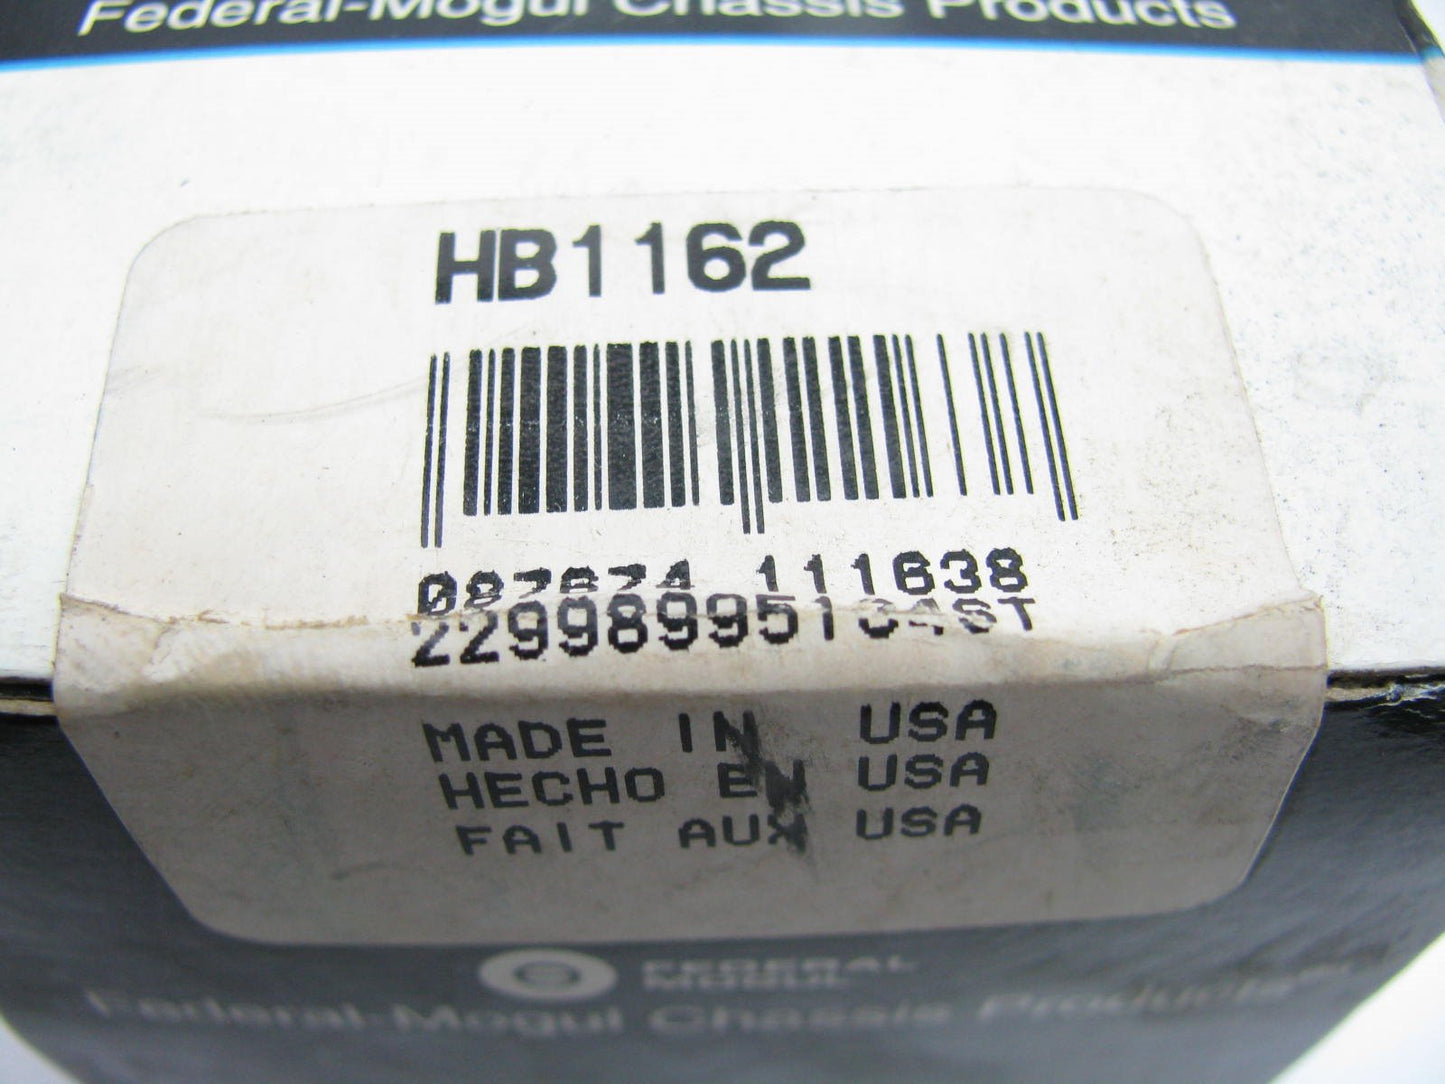 Federal-Mogul Chassis Products
HB1162
087674 111638
MADE IN USA
HECHO EN USA
FAIT AUX USA
FEDERAL
MOGUL
Federal-Mogul Chassis Products